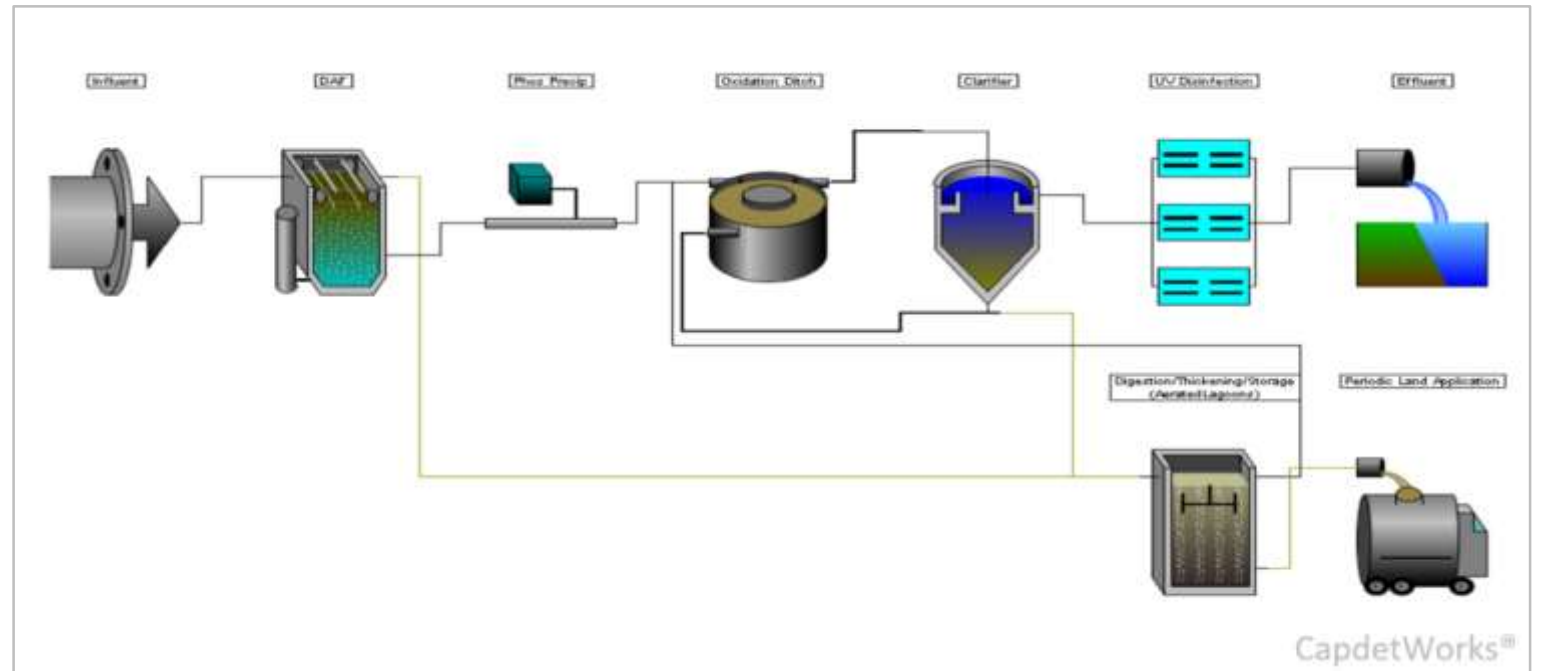 Influent
DAF
Phos Precip
Oxidation Ditch
Clarifier
UV Disinfection
Effluent
Digestion/Thickening/Storage
(Aerated Lagoons)
Periodic Land Application
CapdetWorks®